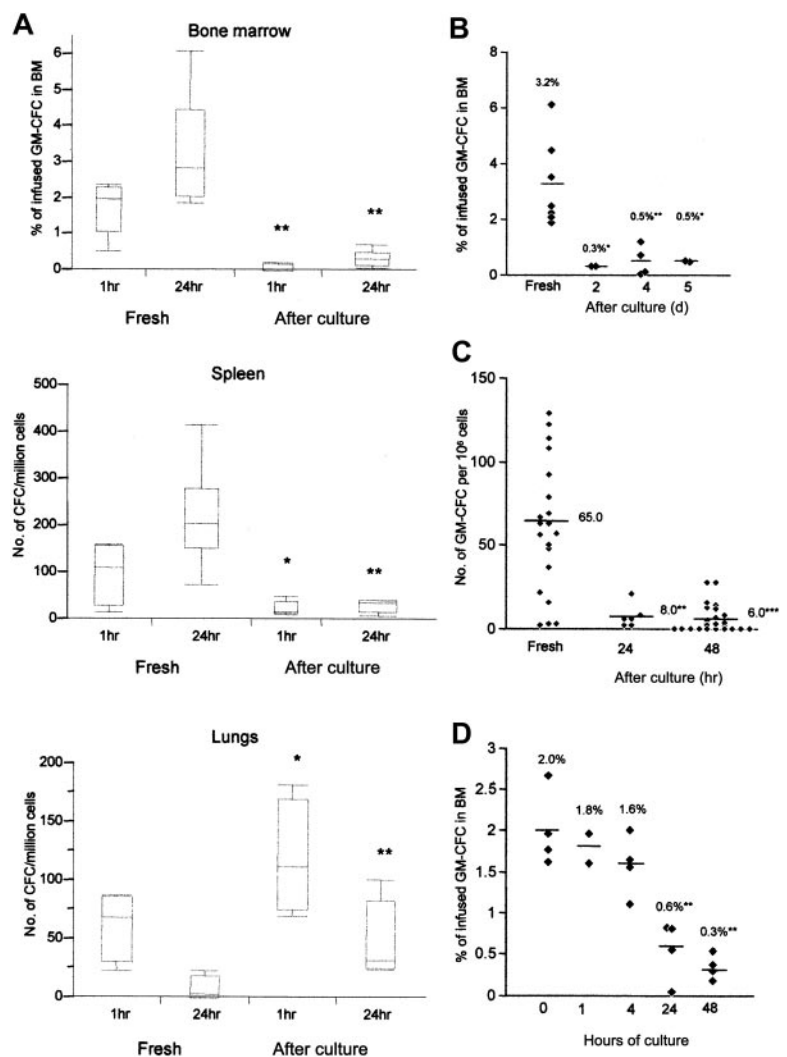 A
Bone marrow
% of infused GM-CFC in BM
6
5
4
3
2
1
0
**
**
1hr 24hr 1hr 24hr
Fresh After culture
Spleen
No. of CFC/million cells
500
400
300
200
100
0
*
**
1hr 24hr 1hr 24hr
Fresh After culture
Lungs
No. of CFC/million cells
200
150
100
50
0
*
**
1hr 24hr 1hr 24hr
Fresh After culture
B
% of infused GM-CFC in BM
8
6
4
2
0
3.2%
0.3%*
0.5%**
0.5%*
Fresh 2 4 5
After culture (d)
C
No. of GM-CFC per 10⁶ cells
150
100
50
0
65.0
8.0**
6.0***
Fresh 24 48
After culture (hr)
D
% of infused GM-CFC in BM
3
2.5
2
1.5
1
0.5
0
2.0%
1.8%
1.6%
0.6%**
0.3%**
0 1 4 24 48
Hours of culture